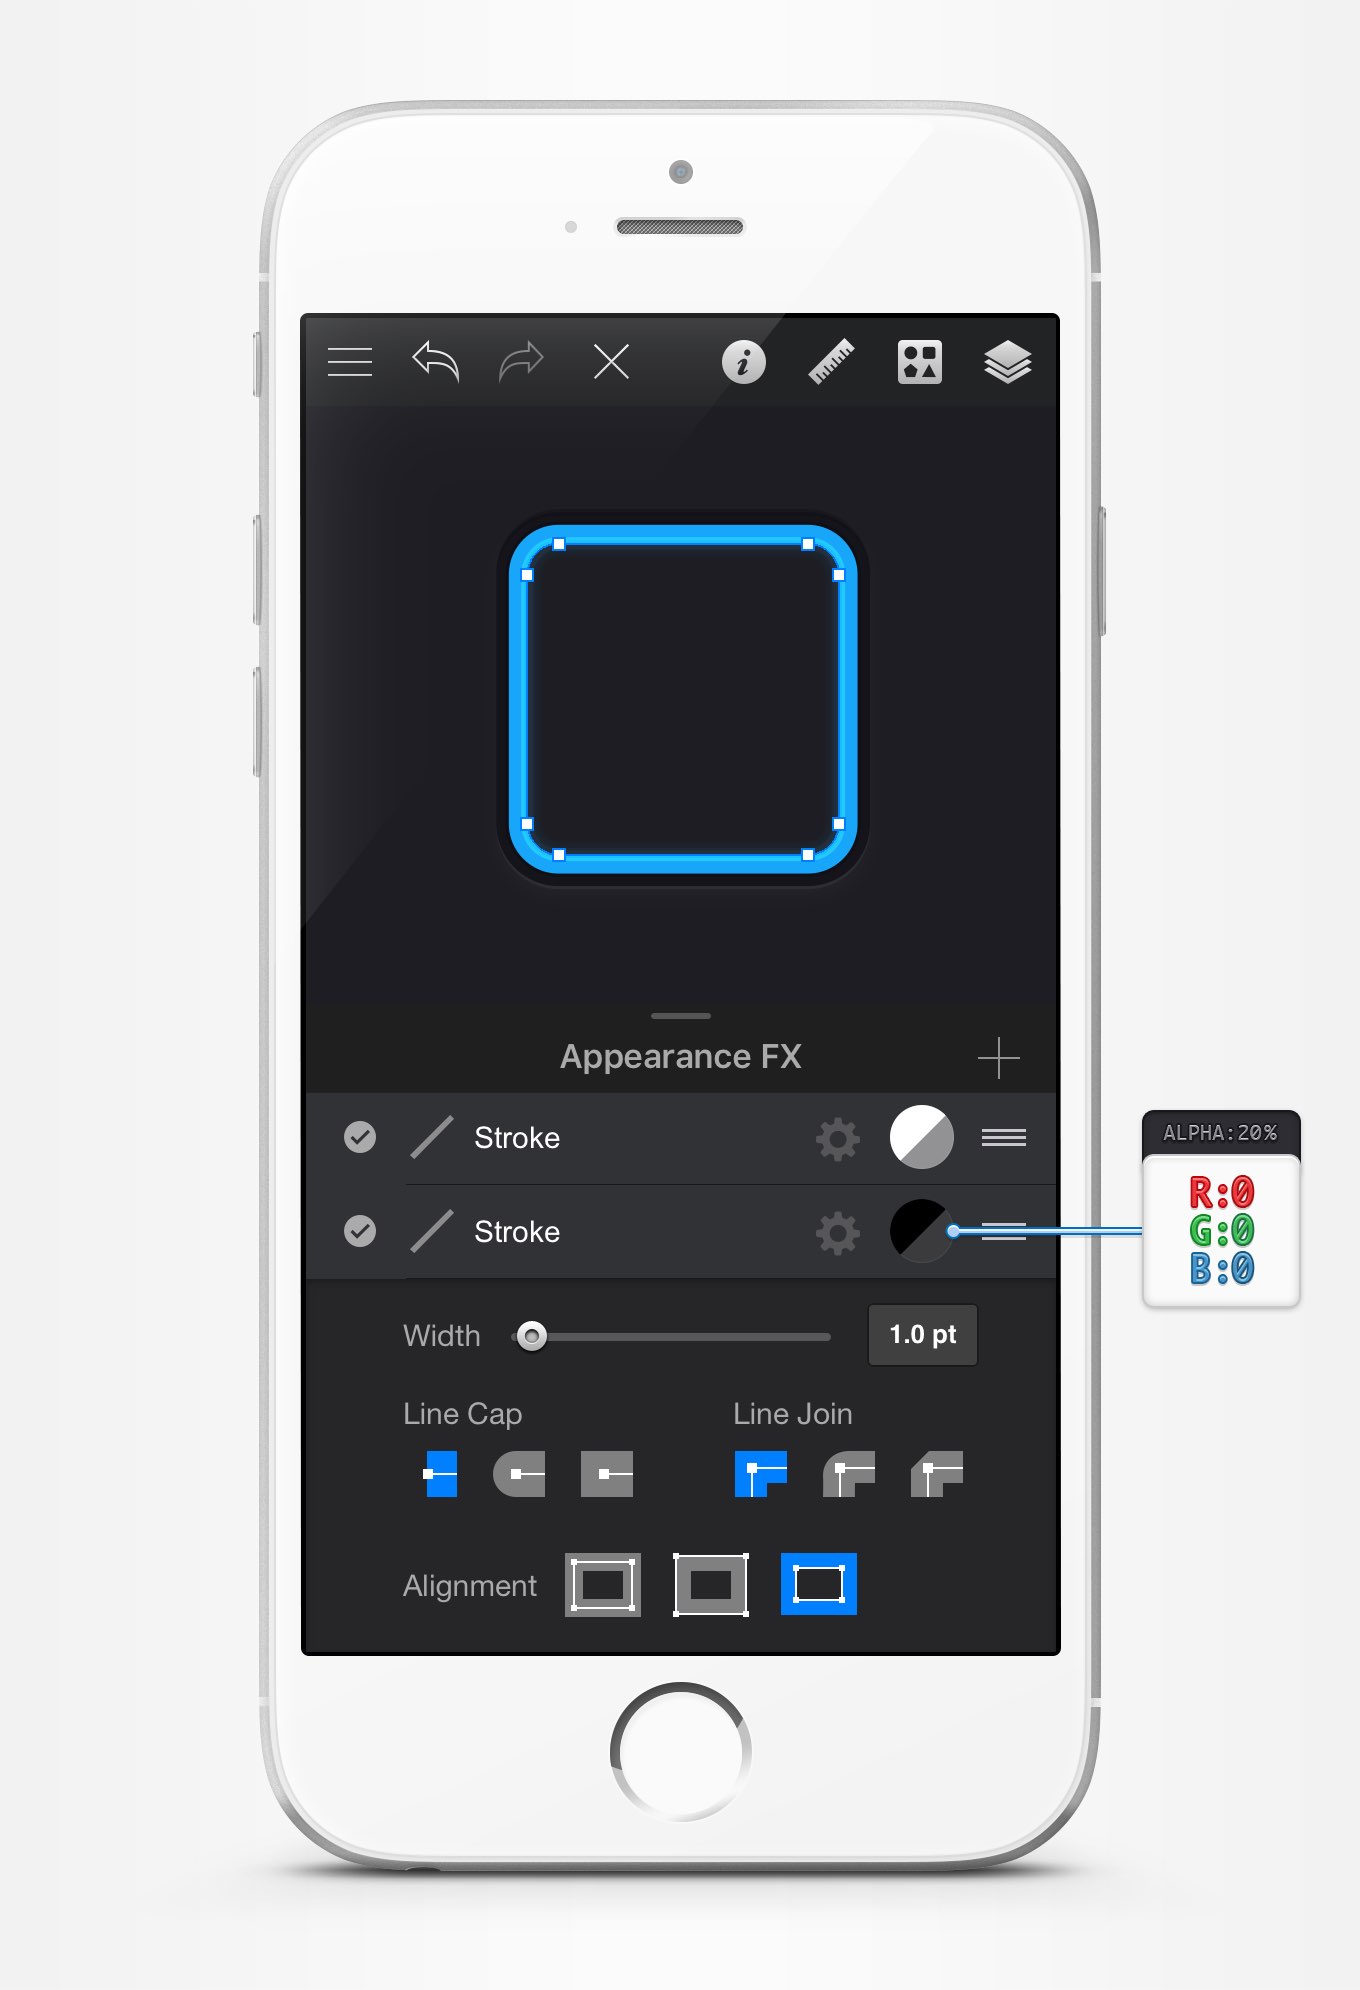 Appearance FX
Stroke
Stroke
ALPHA:20%
R:0
G:0
B:0
Width
1.0 pt
Line Cap
Line Join
Alignment